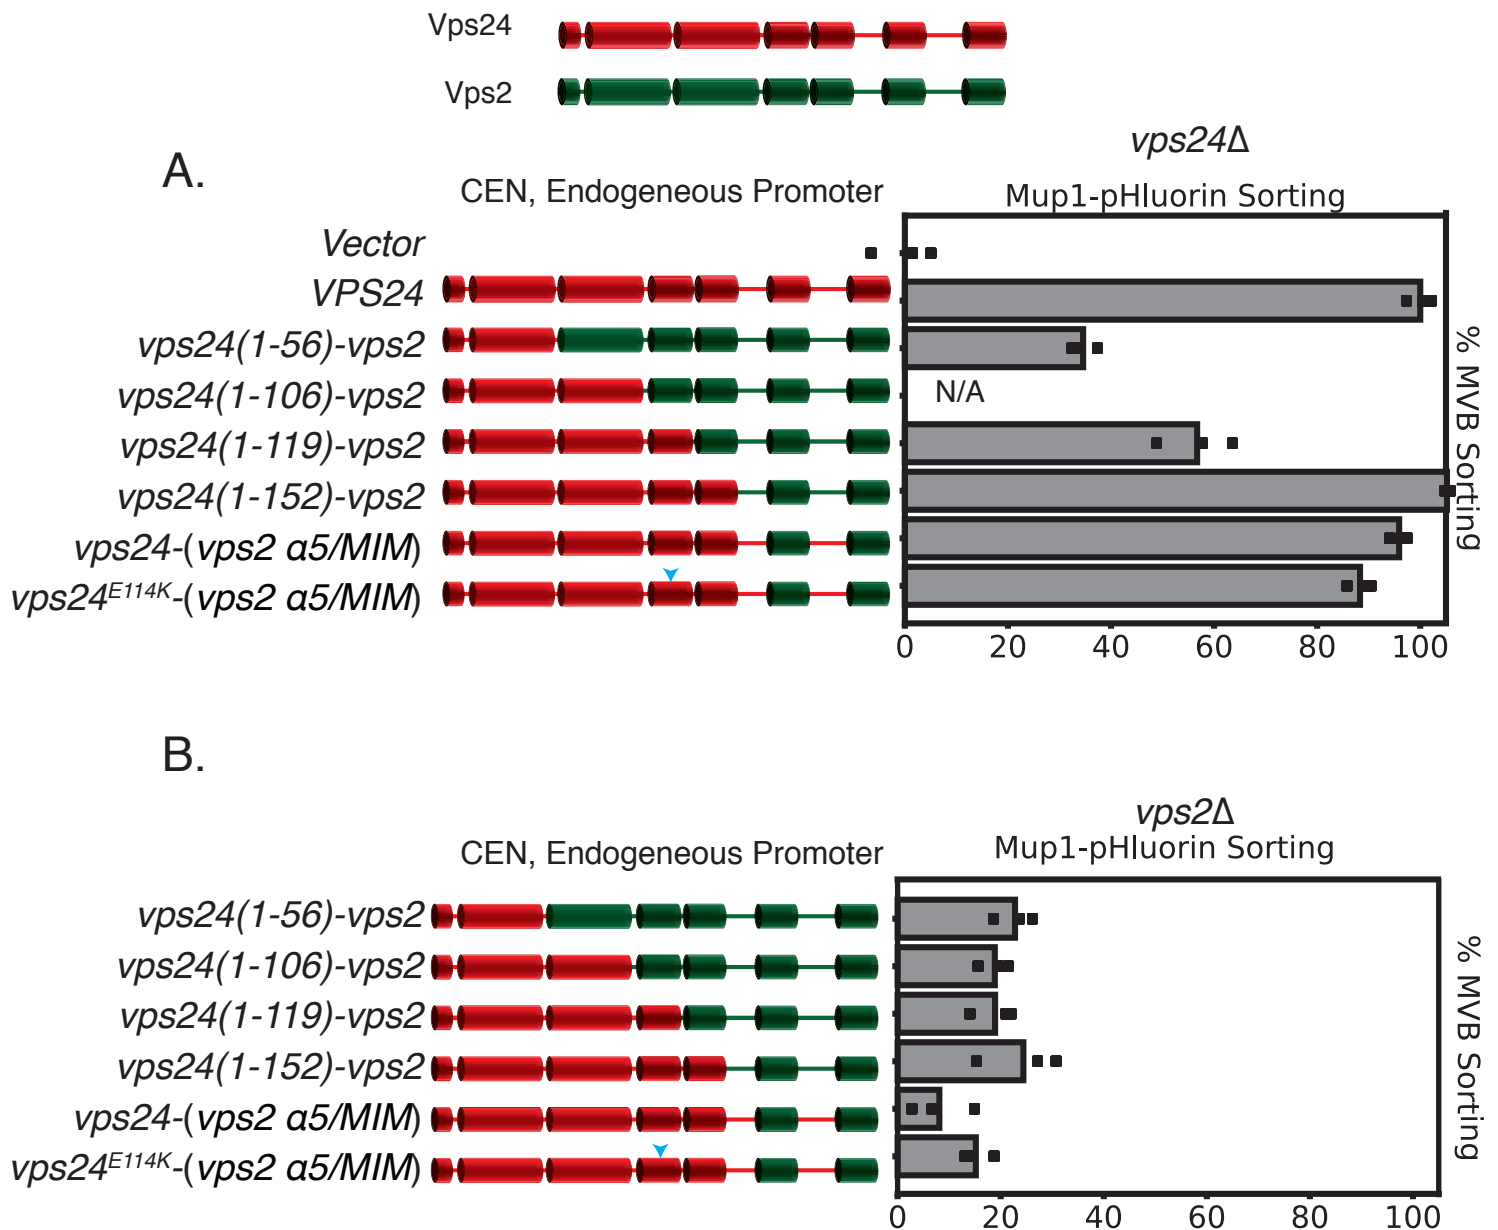 Vps24
Vps2
A.
vps24Δ
CEN, Endogeneous Promoter
Mup1-pHluorin Sorting
Vector
VPS24
vps24(1-56)-vps2
vps24(1-106)-vps2
N/A
vps24(1-119)-vps2
vps24(1-152)-vps2
vps24-(vps2 α5/MIM)
vps24E114K-(vps2 α5/MIM)
% MVB Sorting
0 20 40 60 80 100
B.
vps2Δ
CEN, Endogeneous Promoter
Mup1-pHluorin Sorting
vps24(1-56)-vps2
vps24(1-106)-vps2
vps24(1-119)-vps2
vps24(1-152)-vps2
vps24-(vps2 α5/MIM)
vps24E114K-(vps2 α5/MIM)
% MVB Sorting
0 20 40 60 80 100